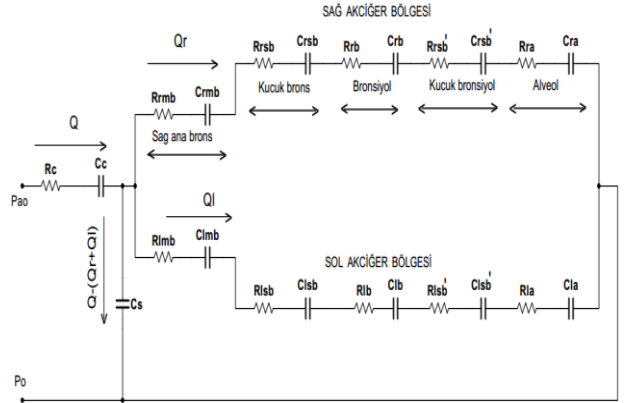 SAĞ AKCİĞER BÖLGESİ
Qr
Rrsb Crsb Rrb Crb Rrsb' Crsb' Rra Cra
Kucuk brons Bronsiyol Kucuk bronsiyol Alveol
Rrmb Crmb
Sag ana brons
Q
Rc Cc
Pao
Ql
Rlmb Clmb
Q-(Qr+Ql)
Cs
SOL AKCİĞER BÖLGESİ
Rlsb Clsb Rlb Clb Rlsb' Clsb' Rla Cla
Po